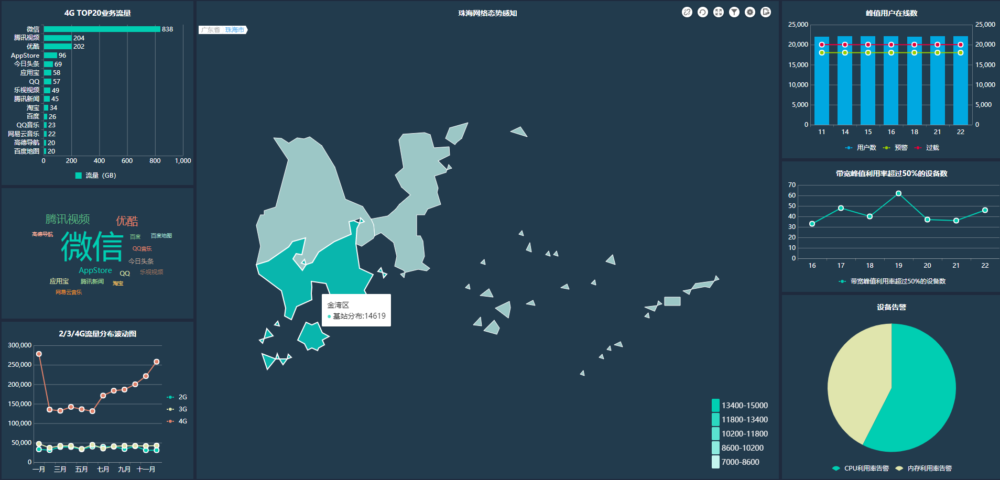 4G TOP20业务流量
微信 838
腾讯视频 204
优酷 202
AppStore 96
今日头条 69
应用宝 58
QQ 57
乐视视频 49
腾讯新闻 45
淘宝 34
百度 26
QQ音乐 23
网易云音乐 22
高德导航 20
百度地图 20
0 200 400 600 800 1,000
流量（GB）
腾讯视频 优酷
高德导航 微信 百度 百度地图
QQ音乐
今日头条
AppStore QQ 乐视视频
应用宝 腾讯新闻 淘宝
网易云音乐
2/3/4G流量分布波动图
300,000
250,000
200,000
150,000
100,000
50,000
0
一月 三月 五月 七月 九月 十一月
2G
3G
4G
珠海网络态势感知
广东省 珠海市
金湾区
基站分布:14619
13400-15000
11800-13400
10200-11800
8600-10200
7000-8600
峰值用户在线数
25,000 25,000
20,000 20,000
15,000 15,000
10,000 10,000
5,000 5,000
0 0
11 14 15 16 18 21 22
用户数 预警 过载
带宽峰值利用率超过50%的设备数
70
60
50
40
30
20
10
0
16 17 18 19 20 21 22
带宽峰值利用率超过50%的设备数
设备告警
CPU利用率告警 内存利用率告警